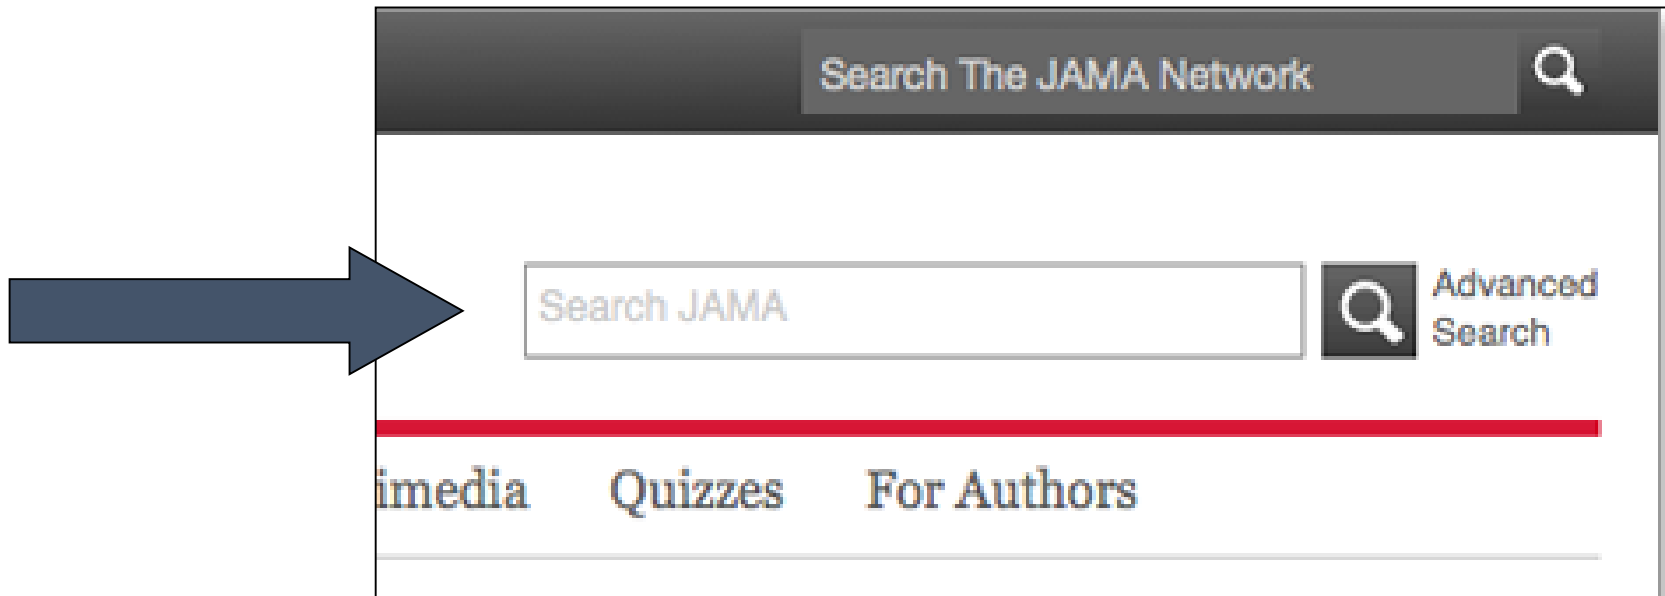 Search The JAMA Network
Search JAMA
Advanced
Search
imedia Quizzes For Authors